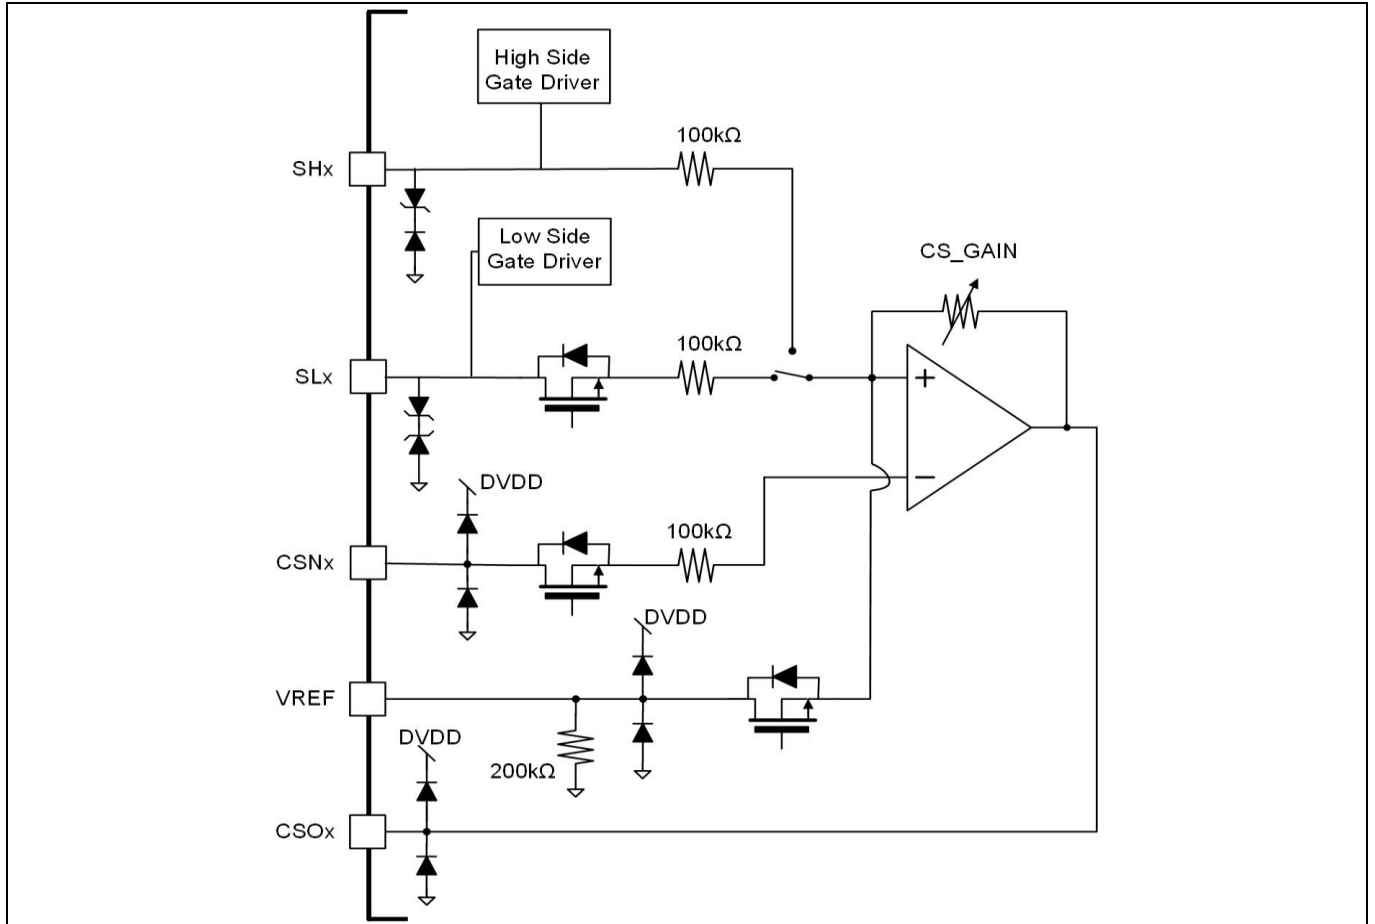 High Side
Gate Driver
100kΩ
SHx
Low Side
Gate Driver
CS_GAIN
100kΩ
SLx
+
DVDD
−
100kΩ
CSNx
DVDD
VREF
DVDD
200kΩ
CSOx